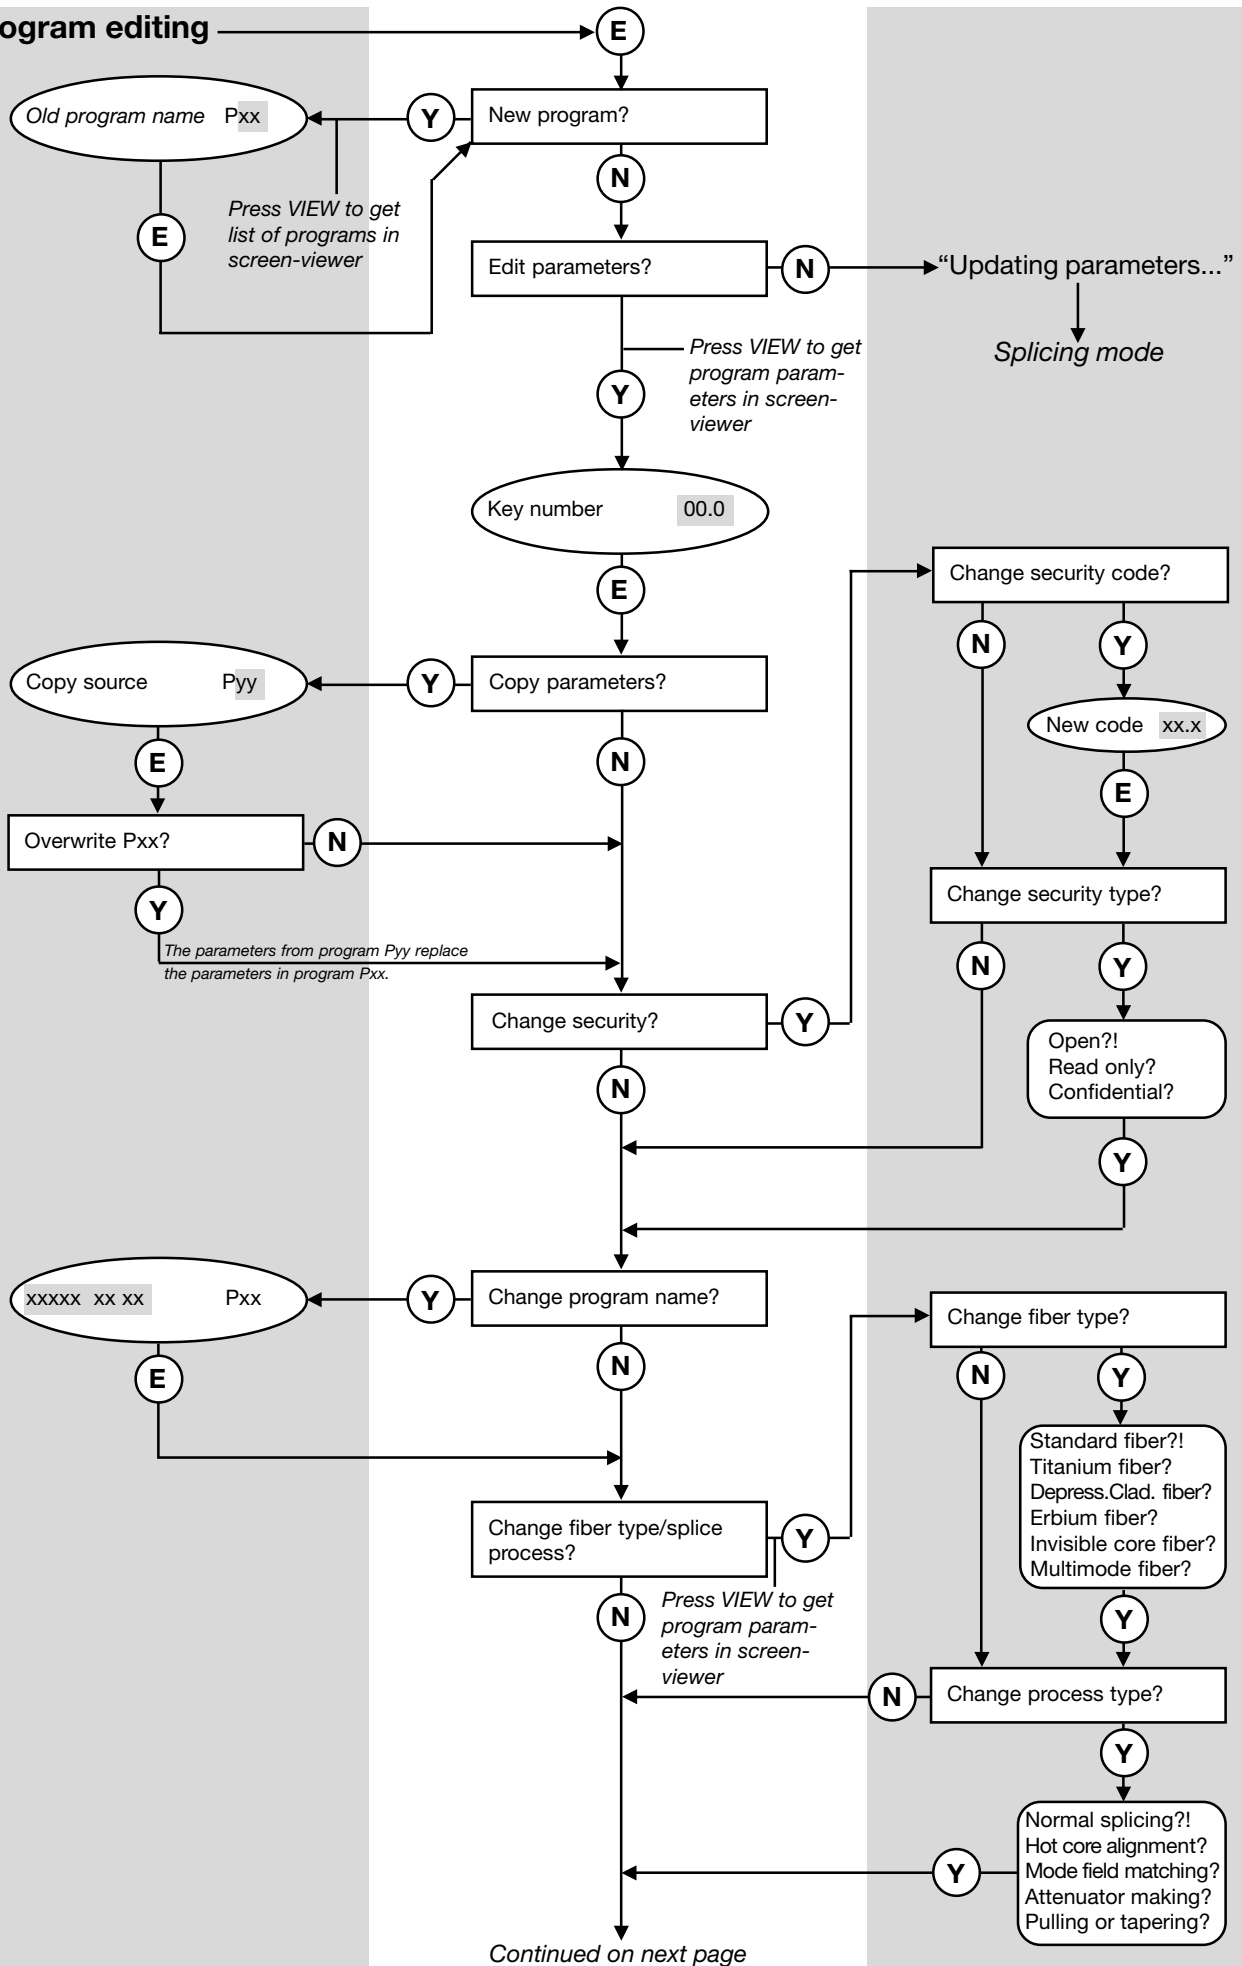 ogram editing
E
Old program name Pxx
Y
New program?
N
Press VIEW to get
list of programs in
screen-viewer
E
Edit parameters?
N
“Updating parameters...”
Splicing mode
Press VIEW to get
program param-
eters in screen-
viewer
Y
Key number 00.0
E
Change security code?
N
Y
New code xx.x
E
Copy source Pyy
Y
Copy parameters?
E
N
Overwrite Pxx?
N
Y
The parameters from program Pyy replace
the parameters in program Pxx.
Change security type?
N
Y
Change security?
Y
Open?!
Read only?
Confidential?
N
Y
xxxxx xx xx Pxx
Y
Change program name?
E
N
Change fiber type?
N
Y
Standard fiber?!
Titanium fiber?
Depress.Clad. fiber?
Erbium fiber?
Invisible core fiber?
Multimode fiber?
Y
Change fiber type/splice
process?
Y
Press VIEW to get
program param-
eters in screen-
viewer
N
N
Change process type?
Y
Normal splicing?!
Hot core alignment?
Mode field matching?
Attenuator making?
Pulling or tapering?
Y
Continued on next page